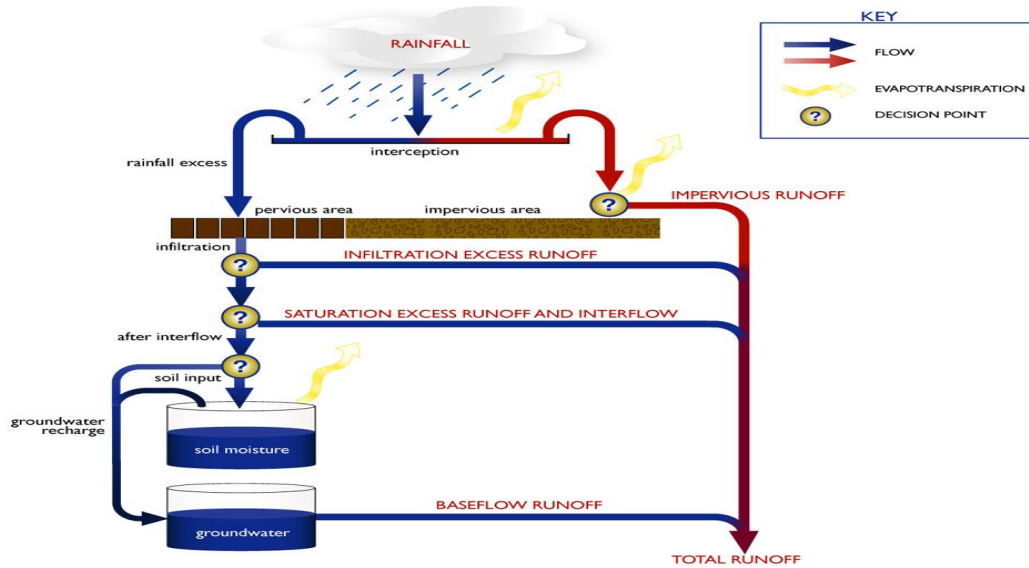 KEY
RAINFALL
FLOW
EVAPOTRANSPIRATION
? DECISION POINT
interception
rainfall excess
? IMPERVIOUS RUNOFF
pervious area
impervious area
infiltration
? INFILTRATION EXCESS RUNOFF
? SATURATION EXCESS RUNOFF AND INTERFLOW
after interflow
?
soil input
groundwater
recharge
soil moisture
BASEFLOW RUNOFF
groundwater
TOTAL RUNOFF